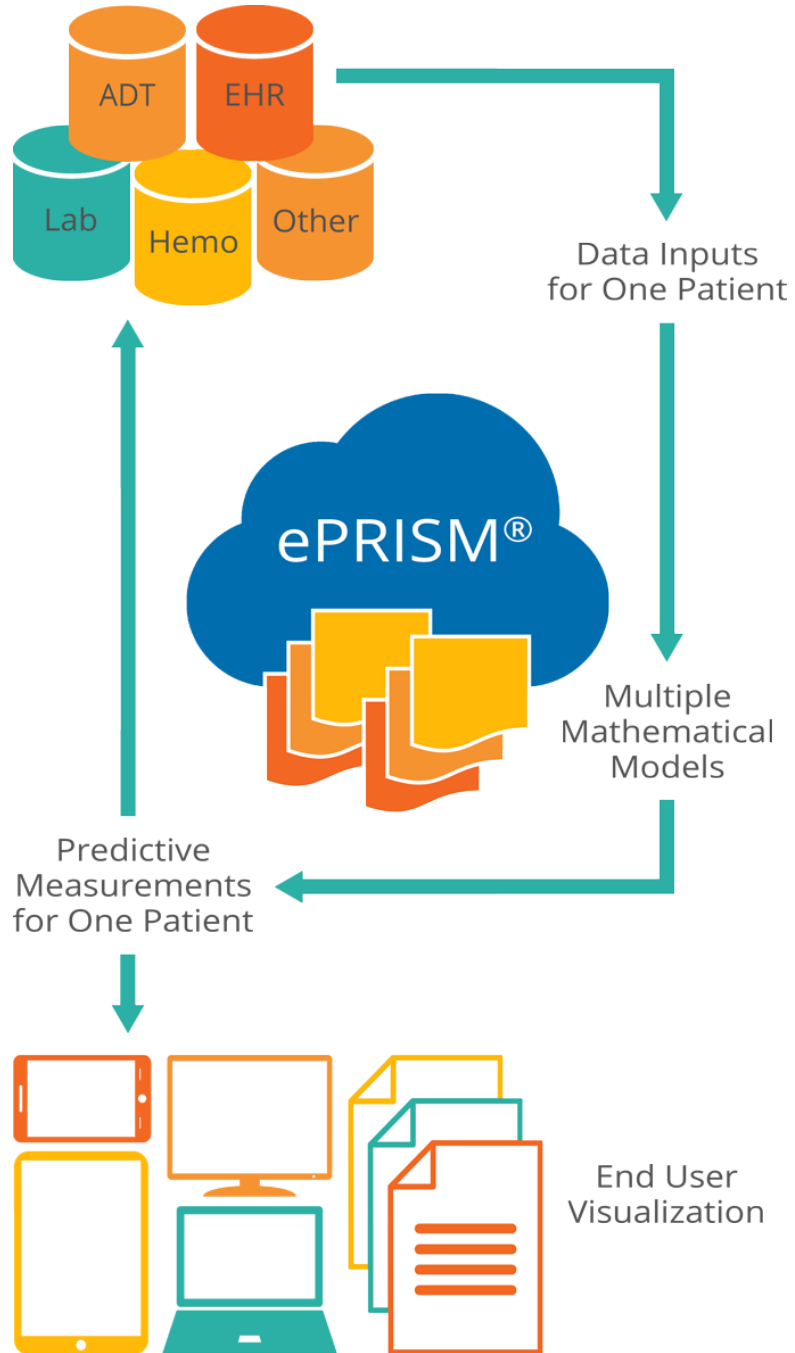 ADT
EHR
Lab
Hemo
Other
Data Inputs
for One Patient
ePRISM®
Multiple
Mathematical
Models
Predictive
Measurements
for One Patient
End User
Visualization